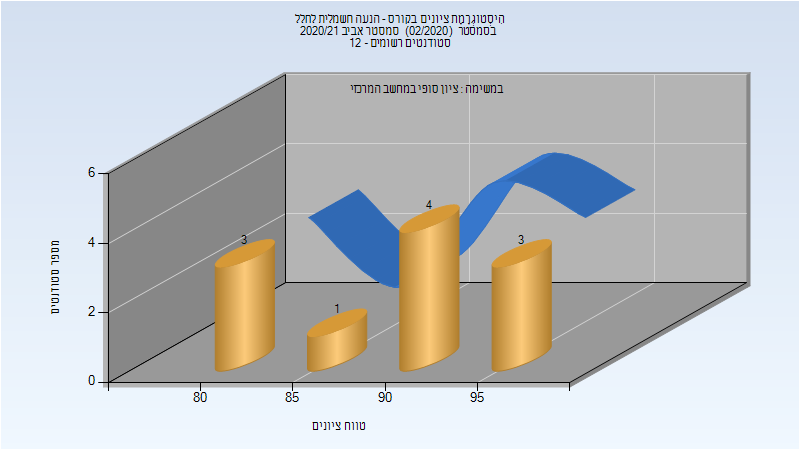 היסטוגרמת ציונים בקורס - הנעה חשמלית לחלל
בסמסטר (02/2020) סמסטר אביב 2020/21
סטודנטים רשומים - 12
במשימה : ציון סופי במחשב המרכזי
6
4
2
0
מספר סטודנטים
3
1
4
3
80
85
90
95
טווח ציונים